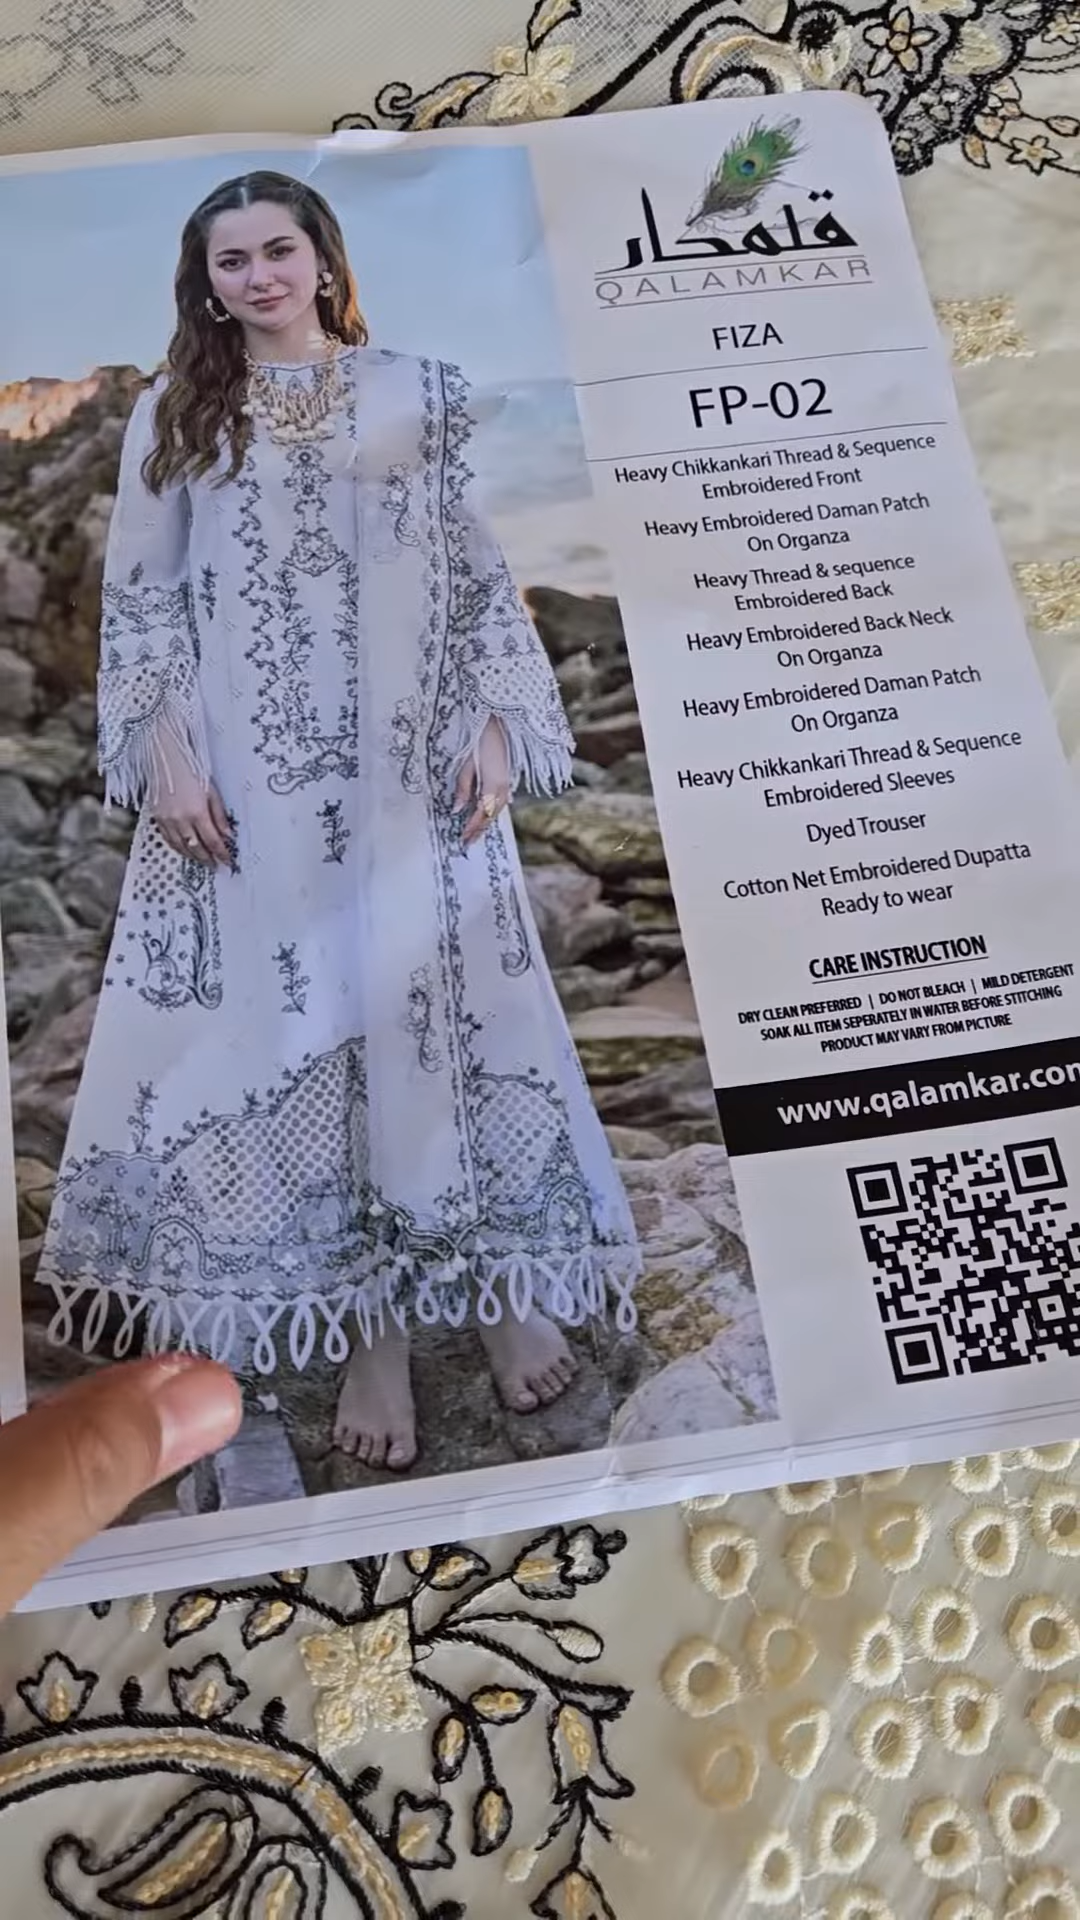 قلمکار
QALAMKAR
FIZA
FP-02
Heavy Chikkankari Thread & Sequence
Embroidered Front
Heavy Embroidered Daman Patch
On Organza
Heavy Thread & sequence
Embroidered Back
Heavy Embroidered Back Neck
On Organza
Heavy Embroidered Daman Patch
On Organza
Heavy Chikkankari Thread & Sequence
Embroidered Sleeves
Dyed Trouser
Cotton Net Embroidered Dupatta
Ready to wear
CARE INSTRUCTION
DRY CLEAN PREFERRED | DO NOT BLEACH | MILD DETERGENT
SOAK ALL ITEM SEPERATELY IN WATER BEFORE STITCHING
PRODUCT MAY VARY FROM PICTURE
www.qalamkar.com